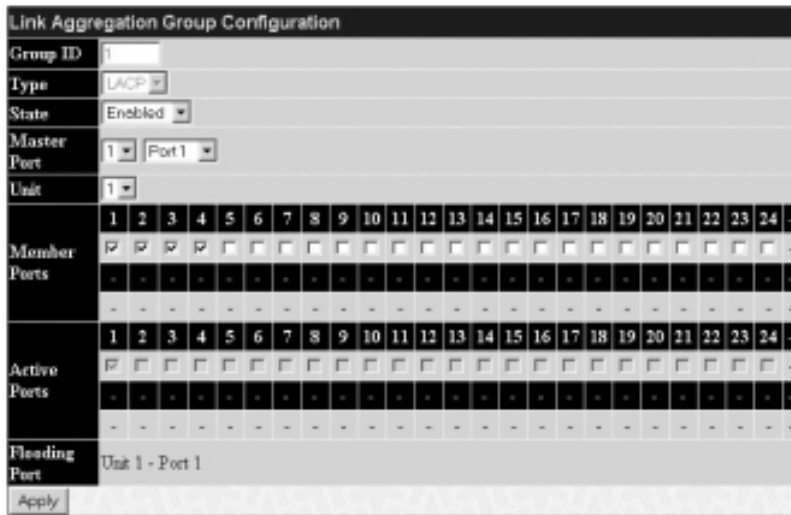 Link Aggregation Group Configuration
Group ID 1
Type LACP
State Enabled
Master Port 1 Port 1
Unit 1
1 2 3 4 5 6 7 8 9 10 11 12 13 14 15 16 17 18 19 20 21 22 23 24 -
Member Ports
- - - - - - - - - - - - - - - - - - - - - - - - -
- - - - - - - - - - - - - - - - - - - - - - - - -
1 2 3 4 5 6 7 8 9 10 11 12 13 14 15 16 17 18 19 20 21 22 23 24 -
Active Ports
- - - - - - - - - - - - - - - - - - - - - - - - -
- - - - - - - - - - - - - - - - - - - - - - - - -
Flooding Port Unit 1 - Port 1
Apply